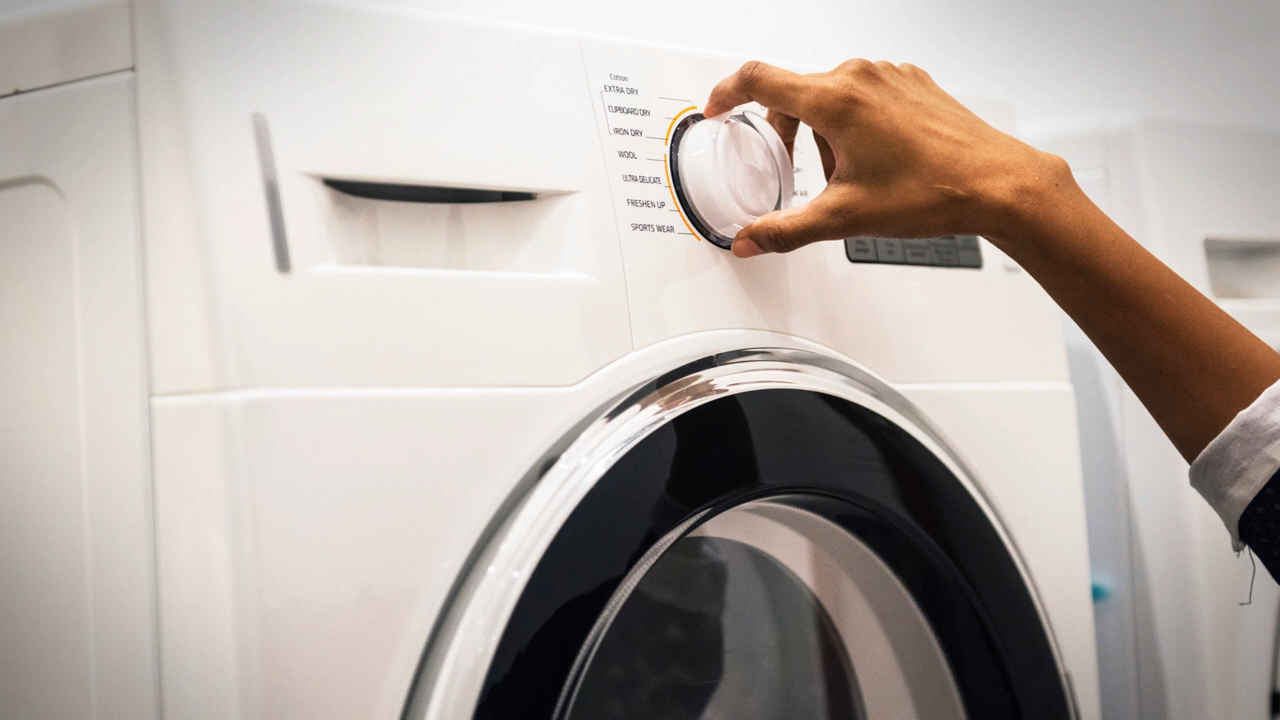 Cotton
EXTRA DRY
CUPBOARD DRY
IRON DRY
WOOL
ULTRA DELICATE
FRESHEN UP
SPORTS WEAR